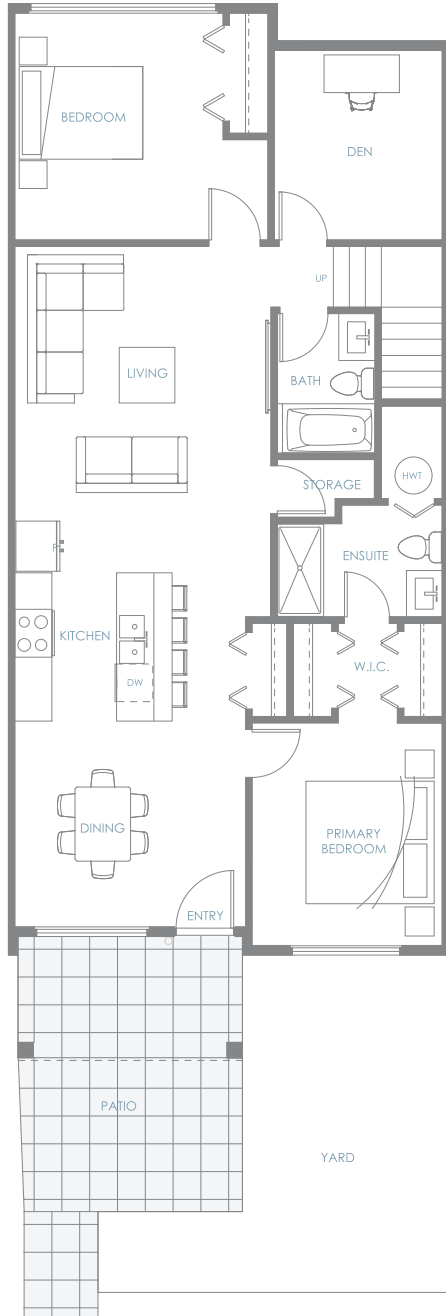 BEDROOM
DEN
UP
LIVING
BATH
STORAGE
HWT
F
ENSUITE
KITCHEN
W.I.C.
DW
DINING
PRIMARY
BEDROOM
ENTRY
PATIO
YARD